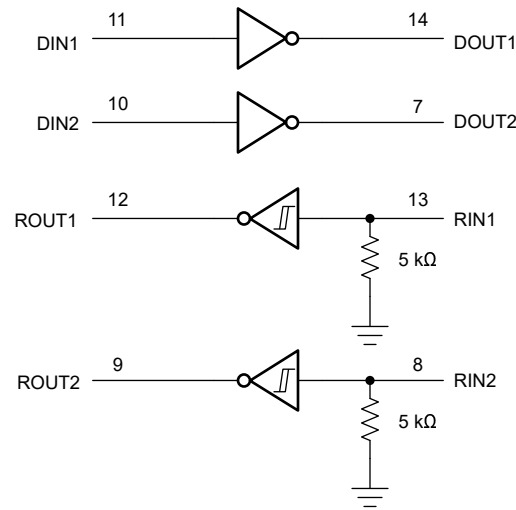 11 14
DIN1 DOUT1
10 7
DIN2 DOUT2
12 13
ROUT1 RIN1
5 kΩ
9 8
ROUT2 RIN2
5 kΩ